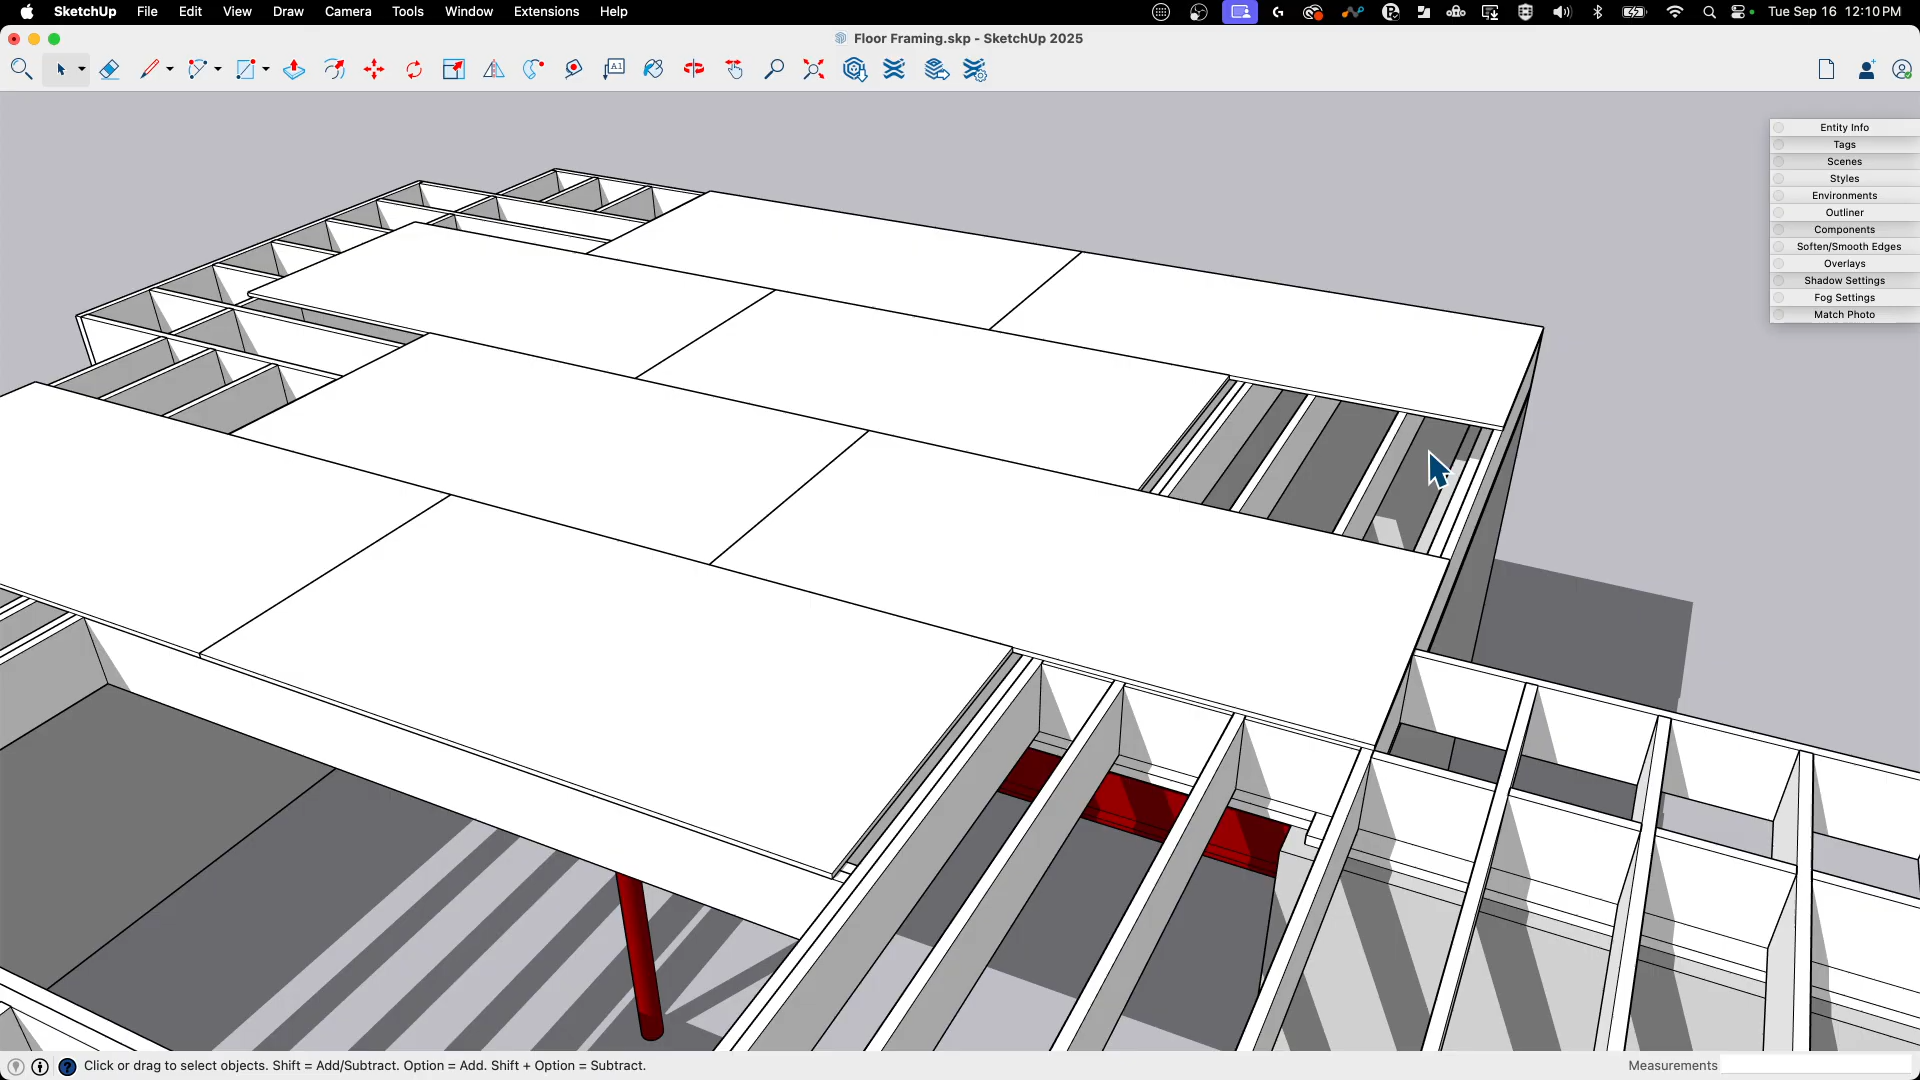 SketchUp File Edit View Draw Camera Tools Window Extensions Help Tue Sep 16 12:10 PM
Floor Framing.skp - SketchUp 2025
A1
Entity Info
Tags
Scenes
Styles
Environments
Outliner
Components
Soften/Smooth Edges
Overlays
Shadow Settings
Fog Settings
Match Photo
Click or drag to select objects. Shift = Add/Subtract. Option = Add. Shift + Option = Subtract. Measurements